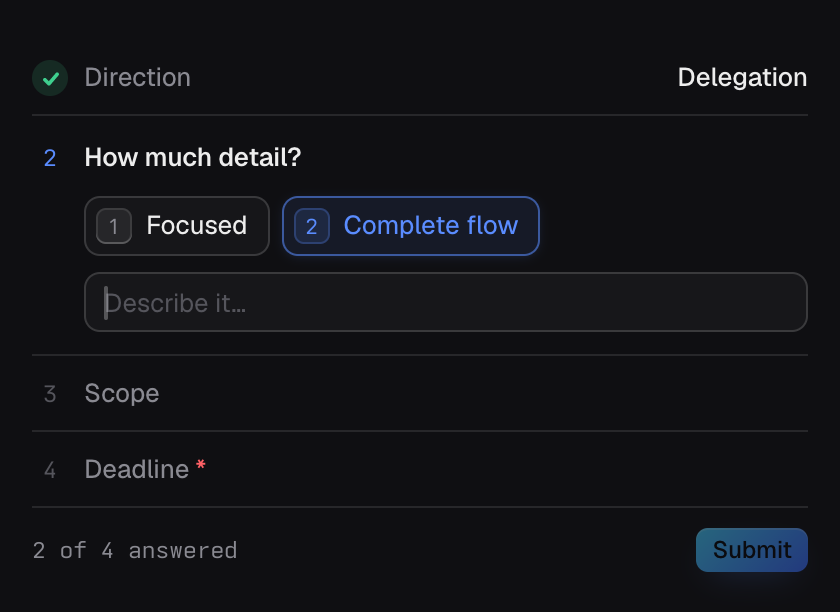 Direction Delegation
2 How much detail?
1 Focused 2 Complete flow
Describe it…
3 Scope
4 Deadline *
2 of 4 answered Submit